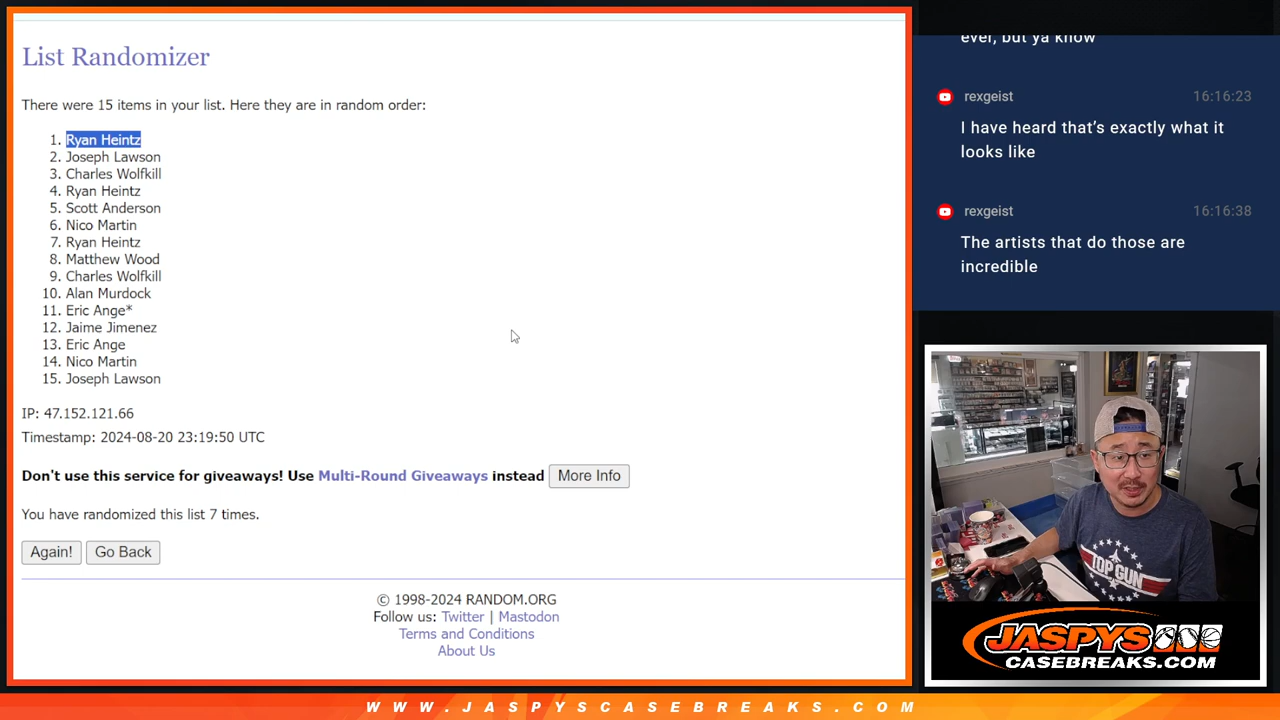 List Randomizer
There were 15 items in your list. Here they are in random order:
1. Ryan Heintz
2. Joseph Lawson
3. Charles Wolfkill
4. Ryan Heintz
5. Scott Anderson
6. Nico Martin
7. Ryan Heintz
8. Matthew Wood
9. Charles Wolfkill
10. Alan Murdock
11. Eric Ange*
12. Jaime Jimenez
13. Eric Ange
14. Nico Martin
15. Joseph Lawson
IP: 47.152.121.66
Timestamp: 2024-08-20 23:19:50 UTC
Don't use this service for giveaways! Use Multi-Round Giveaways instead More Info
You have randomized this list 7 times.
Again! Go Back
© 1998-2024 RANDOM.ORG
Follow us: Twitter | Mastodon
Terms and Conditions
About Us
ever, but ya know
rexgeist 16:16:23
I have heard that's exactly what it
looks like
rexgeist 16:16:38
The artists that do those are
incredible
TOP GUN
JASPYS
CASEBREAKS.COM
WWW.JASPYSCASEBREAKS.COM